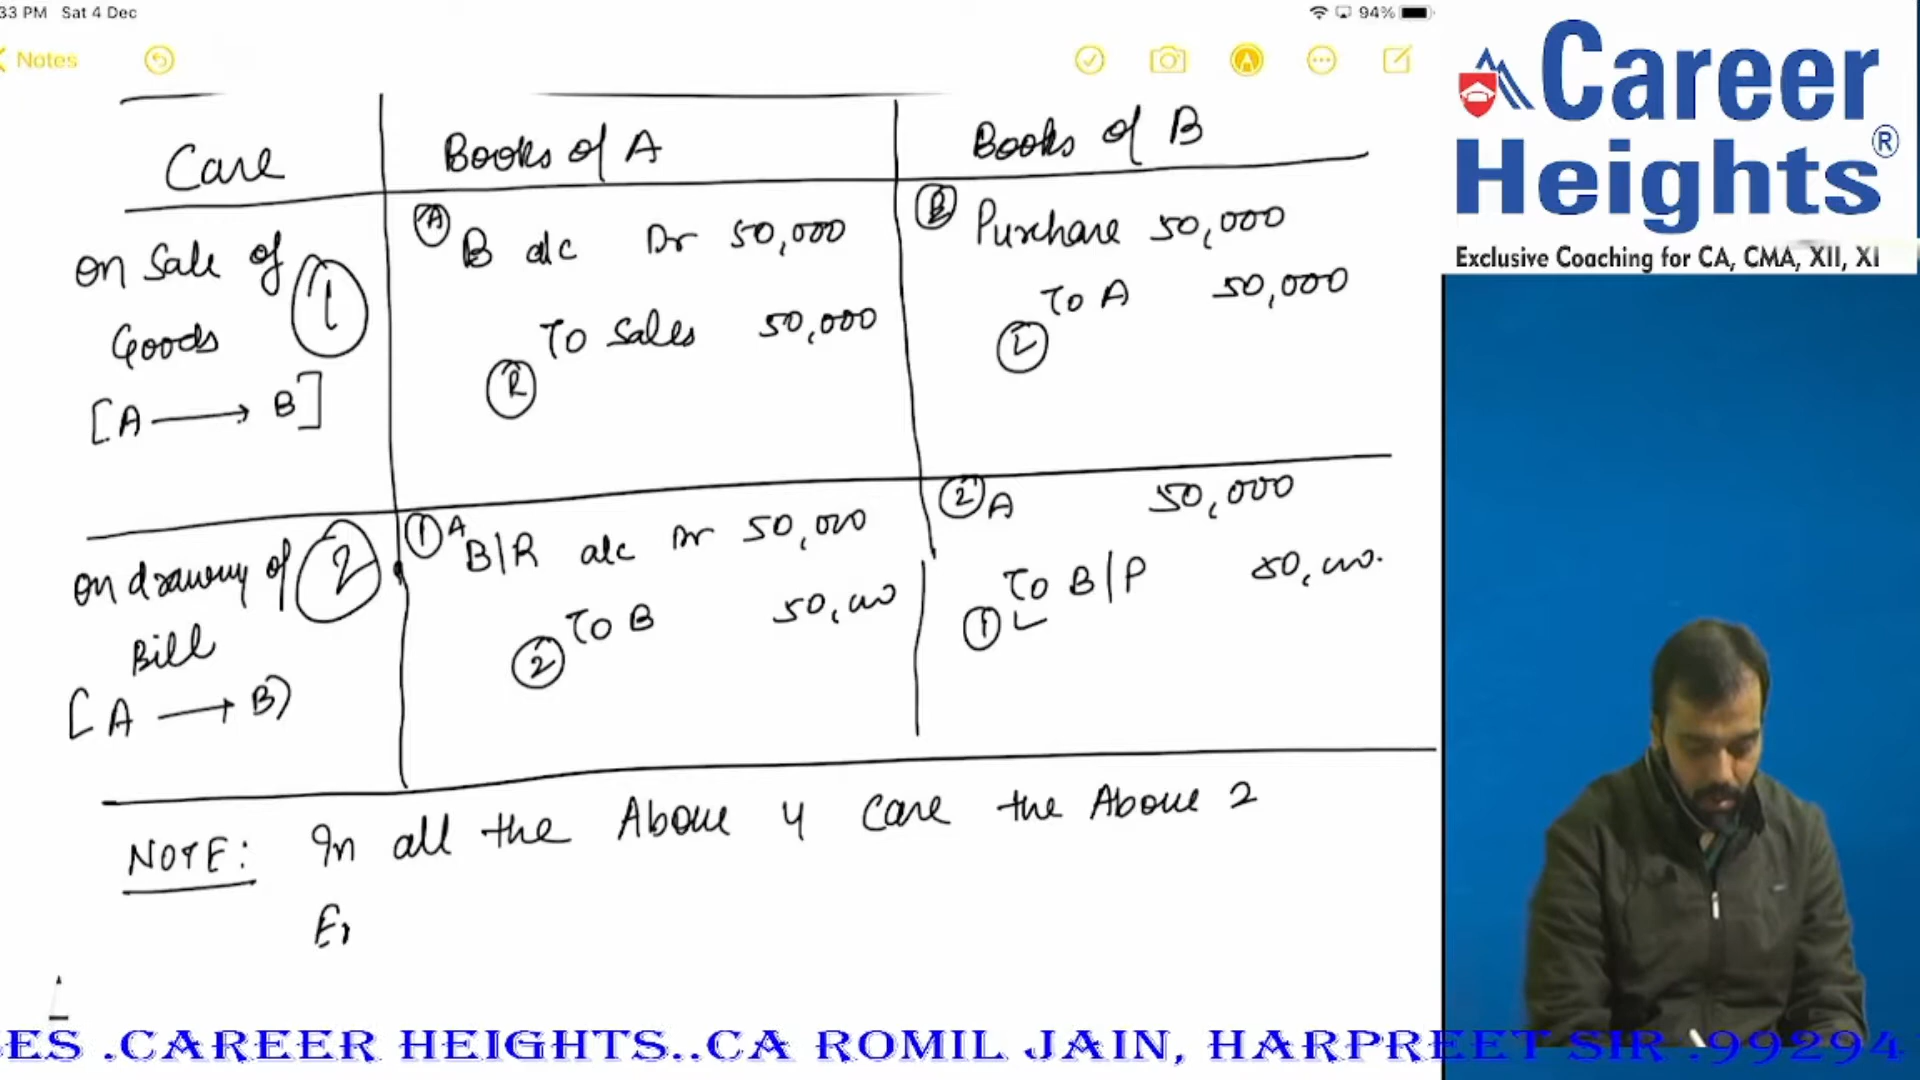 33 PM Sat 4 Dec
94%
Notes
Case
Books of A
Books of B
on Sale of
Goods
[A → B]
1
A
B a/c Dr 50,000
To Sales 50,000
R
Purchase 50,000
To A 50,000
L
on drawing of
Bill
[A → B)
2
1 A
B/R a/c Dr 50,000
To B 50,000
2
2 A 50,000
To B/P 50,000.
1 L
NOTE: In all the Above 4 Case the Above 2
En
Career
Heights®
Exclusive Coaching for CA, CMA, XII, XI
ES .CAREER HEIGHTS..CA ROMIL JAIN, HARPREET SIR .99294